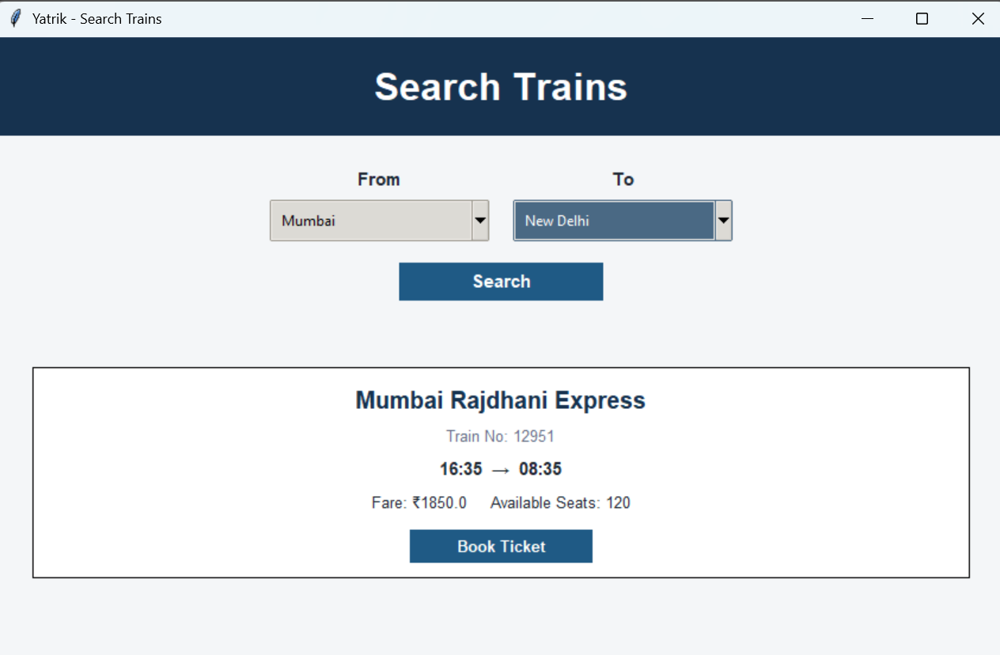 Yatrik - Search Trains
Search Trains
From To
Mumbai New Delhi
Search
Mumbai Rajdhani Express
Train No: 12951
16:35 → 08:35
Fare: ₹1850.0 Available Seats: 120
Book Ticket